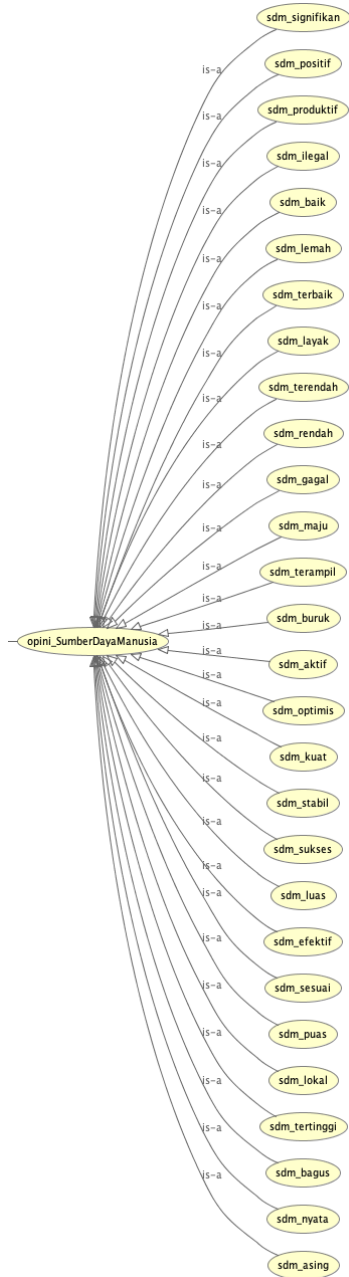 sdm_signifikan
is-a
sdm_positif
is-a
sdm_produktif
is-a
sdm_ilegal
is-a
sdm_baik
is-a
sdm_lemah
is-a
sdm_terbaik
is-a
sdm_layak
is-a
sdm_terendah
is-a
sdm_rendah
is-a
sdm_gagal
is-a
sdm_maju
is-a
sdm_terampil
is-a
sdm_buruk
is-a
opini_SumberDayaManusia
sdm_aktif
is-a
sdm_optimis
is-a
sdm_kuat
is-a
sdm_stabil
is-a
sdm_sukses
is-a
sdm_luas
is-a
sdm_efektif
is-a
sdm_sesuai
is-a
sdm_puas
is-a
sdm_lokal
is-a
sdm_tertinggi
is-a
sdm_bagus
is-a
sdm_nyata
is-a
sdm_asing